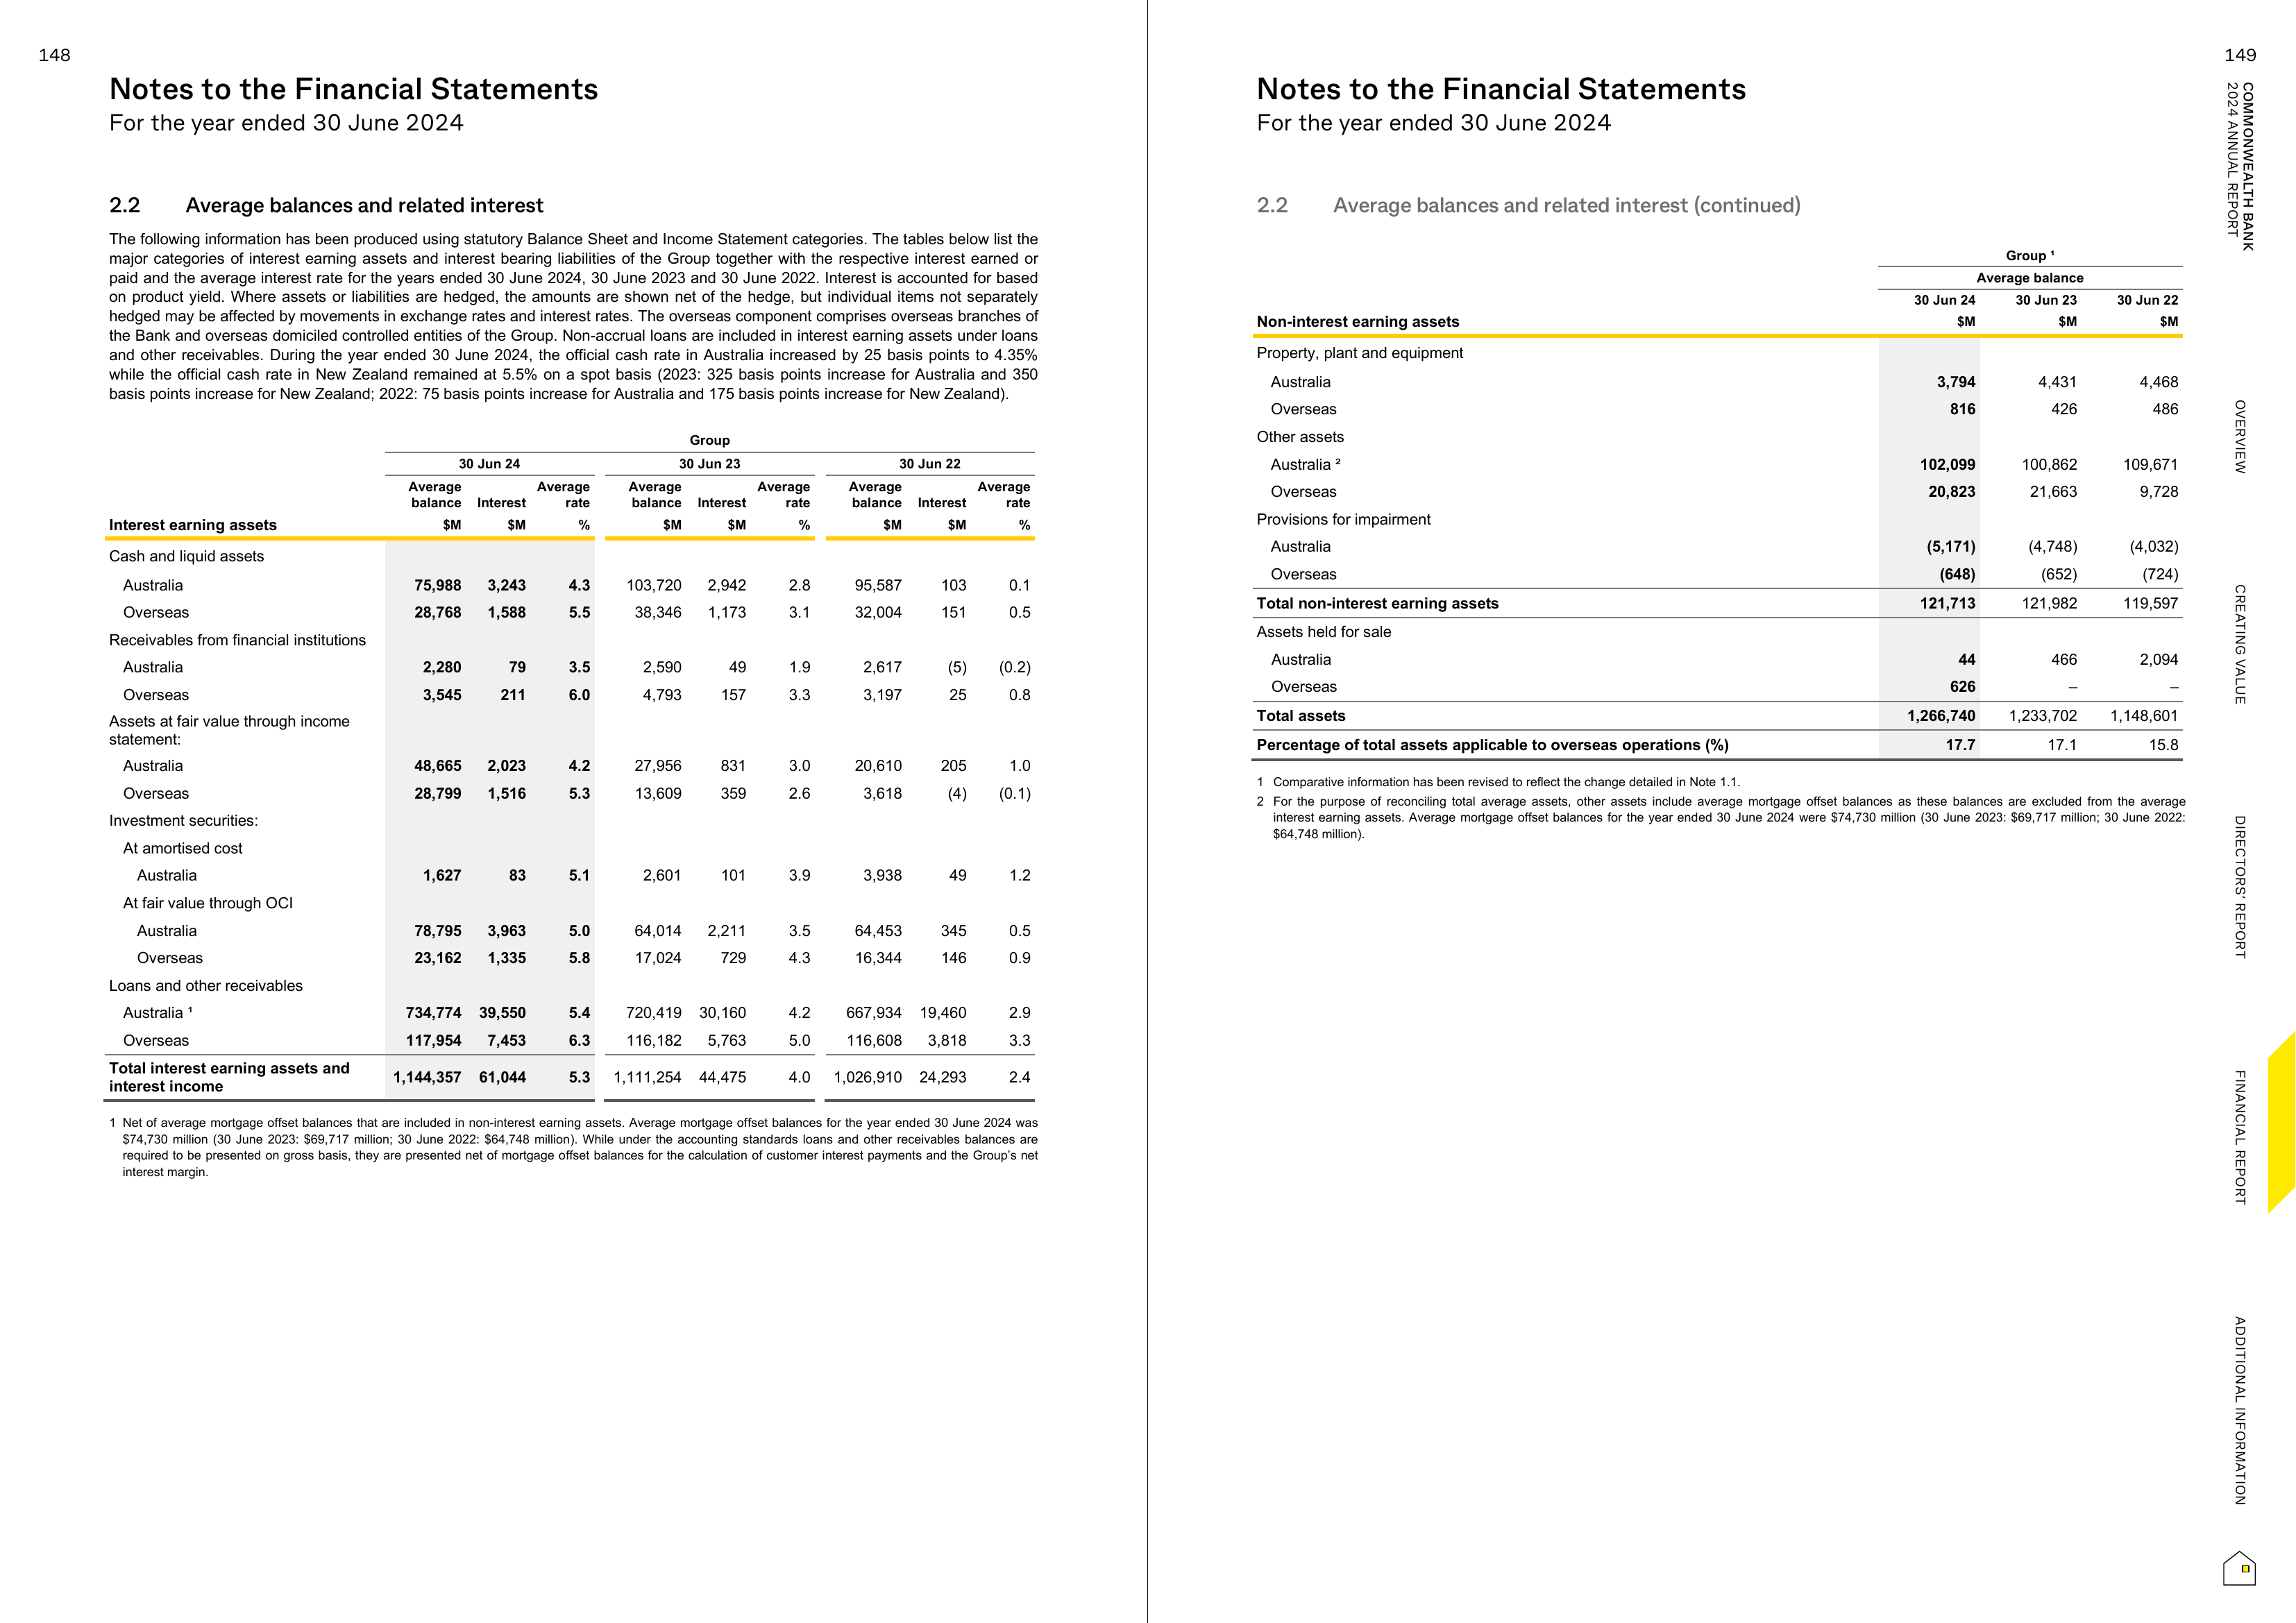 148
Notes to the Financial Statements
For the year ended 30 June 2024
2.2 Average balances and related interest
The following information has been produced using statutory Balance Sheet and Income Statement categories. The tables below list the
major categories of interest earning assets and interest bearing liabilities of the Group together with the respective interest earned or
paid and the average interest rate for the years ended 30 June 2024, 30 June 2023 and 30 June 2022. Interest is accounted for based
on product yield. Where assets or liabilities are hedged, the amounts are shown net of the hedge, but individual items not separately
hedged may be affected by movements in exchange rates and interest rates. The overseas component comprises overseas branches of
the Bank and overseas domiciled controlled entities of the Group. Non-accrual loans are included in interest earning assets under loans
and other receivables. During the year ended 30 June 2024, the official cash rate in Australia increased by 25 basis points to 4.35%
while the official cash rate in New Zealand remained at 5.5% on a spot basis (2023: 325 basis points increase for Australia and 350
basis points increase for New Zealand; 2022: 75 basis points increase for Australia and 175 basis points increase for New Zealand).
Group
30 Jun 24 30 Jun 23 30 Jun 22
Average Average Average Average Average Average
balance Interest rate balance Interest rate balance Interest rate
Interest earning assets $M $M % $M $M % $M $M %
Cash and liquid assets
Australia 75,988 3,243 4.3 103,720 2,942 2.8 95,587 103 0.1
Overseas 28,768 1,588 5.5 38,346 1,173 3.1 32,004 151 0.5
Receivables from financial institutions
Australia 2,280 79 3.5 2,590 49 1.9 2,617 (5) (0.2)
Overseas 3,545 211 6.0 4,793 157 3.3 3,197 25 0.8
Assets at fair value through income
statement:
Australia 48,665 2,023 4.2 27,956 831 3.0 20,610 205 1.0
Overseas 28,799 1,516 5.3 13,609 359 2.6 3,618 (4) (0.1)
Investment securities:
At amortised cost
Australia 1,627 83 5.1 2,601 101 3.9 3,938 49 1.2
At fair value through OCI
Australia 78,795 3,963 5.0 64,014 2,211 3.5 64,453 345 0.5
Overseas 23,162 1,335 5.8 17,024 729 4.3 16,344 146 0.9
Loans and other receivables
Australia ¹ 734,774 39,550 5.4 720,419 30,160 4.2 667,934 19,460 2.9
Overseas 117,954 7,453 6.3 116,182 5,763 5.0 116,608 3,818 3.3
Total interest earning assets and
interest income 1,144,357 61,044 5.3 1,111,254 44,475 4.0 1,026,910 24,293 2.4
1 Net of average mortgage offset balances that are included in non-interest earning assets. Average mortgage offset balances for the year ended 30 June 2024 was
$74,730 million (30 June 2023: $69,717 million; 30 June 2022: $64,748 million). While under the accounting standards loans and other receivables balances are
required to be presented on gross basis, they are presented net of mortgage offset balances for the calculation of customer interest payments and the Group's net
interest margin.
149
Notes to the Financial Statements
For the year ended 30 June 2024
2.2 Average balances and related interest (continued)
Group ¹
Average balance
30 Jun 24 30 Jun 23 30 Jun 22
Non-interest earning assets $M $M $M
Property, plant and equipment
Australia 3,794 4,431 4,468
Overseas 816 426 486
Other assets
Australia ² 102,099 100,862 109,671
Overseas 20,823 21,663 9,728
Provisions for impairment
Australia (5,171) (4,748) (4,032)
Overseas (648) (652) (724)
Total non-interest earning assets 121,713 121,982 119,597
Assets held for sale
Australia 44 466 2,094
Overseas 626 – –
Total assets 1,266,740 1,233,702 1,148,601
Percentage of total assets applicable to overseas operations (%) 17.7 17.1 15.8
1 Comparative information has been revised to reflect the change detailed in Note 1.1.
2 For the purpose of reconciling total average assets, other assets include average mortgage offset balances as these balances are excluded from the average
interest earning assets. Average mortgage offset balances for the year ended 30 June 2024 were $74,730 million (30 June 2023: $69,717 million; 30 June 2022:
$64,748 million).
COMMONWEALTH BANK
2024 ANNUAL REPORT
OVERVIEW
CREATING VALUE
DIRECTORS' REPORT
FINANCIAL REPORT
ADDITIONAL INFORMATION